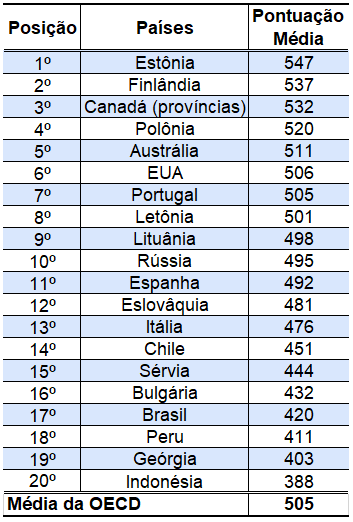 Posição Países Pontuação Média
1º Estônia 547
2º Finlândia 537
3º Canadá (províncias) 532
4º Polônia 520
5º Austrália 511
6º EUA 506
7º Portugal 505
8º Letônia 501
9º Lituânia 498
10º Rússia 495
11º Espanha 492
12º Eslovâquia 481
13º Itália 476
14º Chile 451
15º Sérvia 444
16º Bulgária 432
17º Brasil 420
18º Peru 411
19º Geórgia 403
20º Indonésia 388
Média da OECD 505